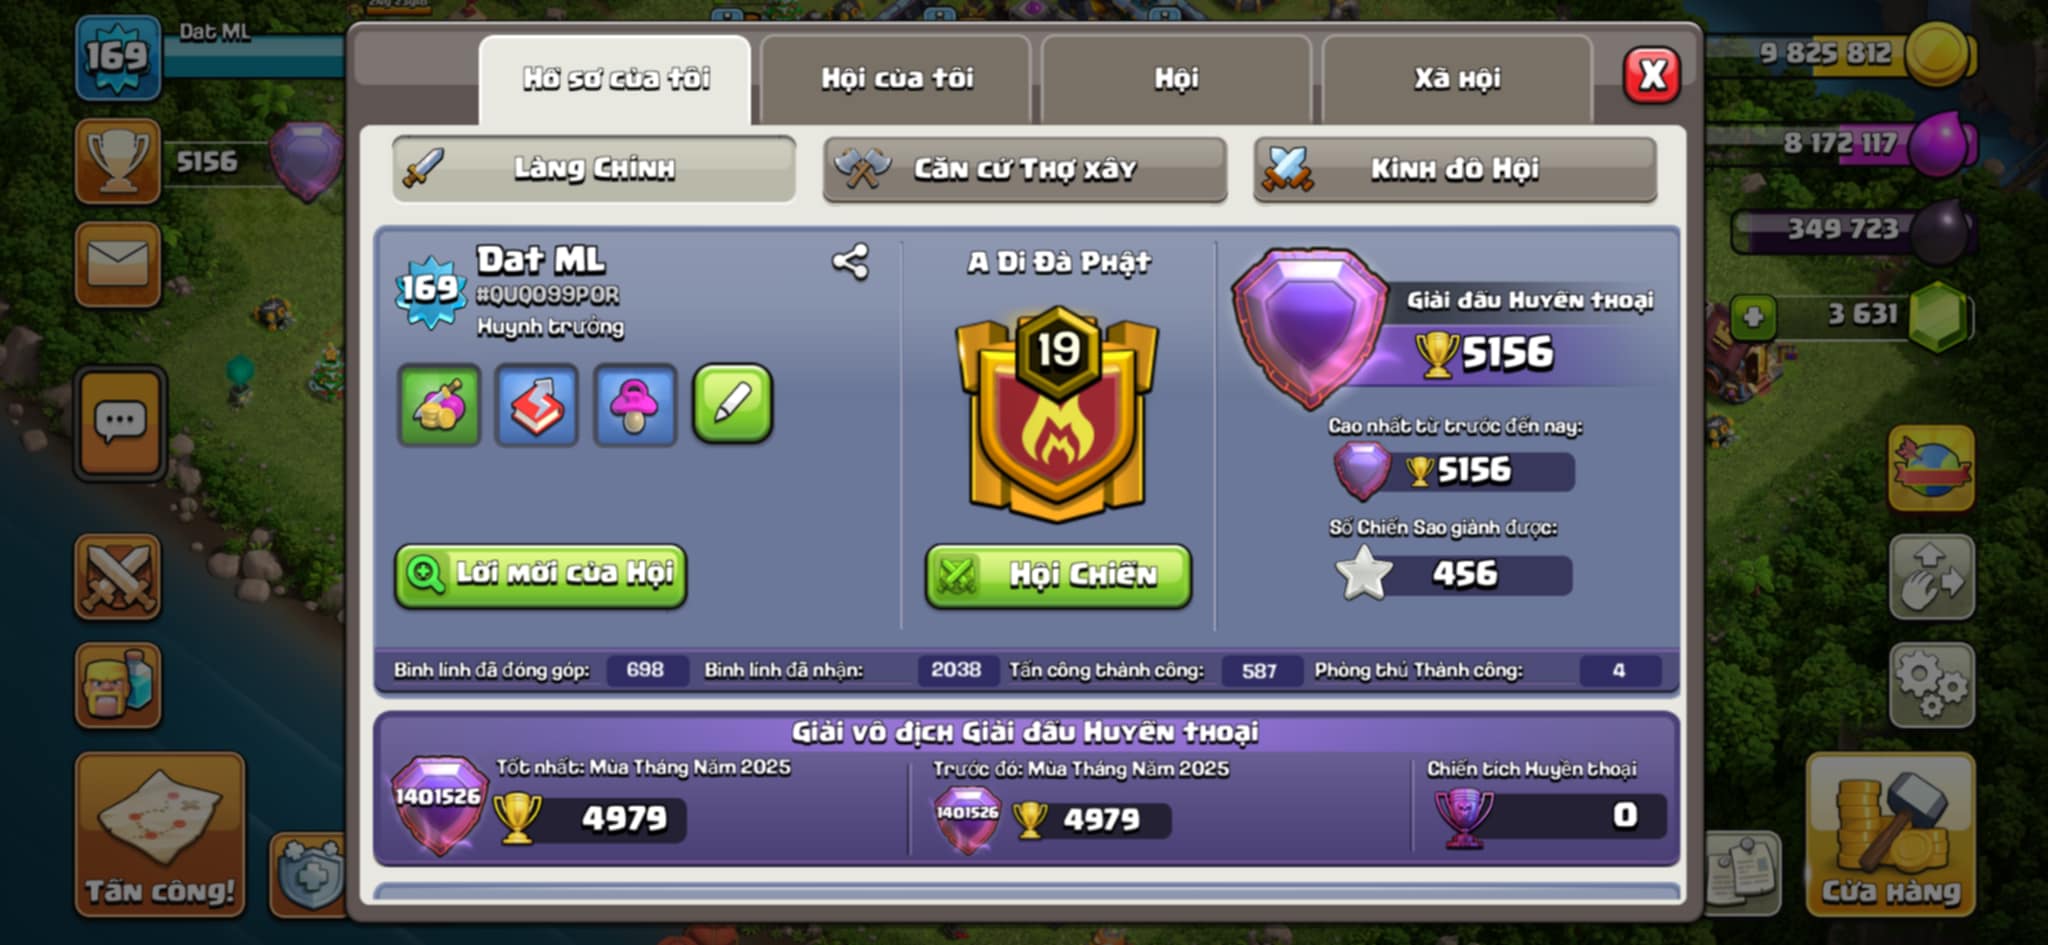 169
Dat ML
5156
Hồ sơ của tôi
Hội của tôi
Hội
Xã hội
X
9 825 812
8 172 117
349 723
3 631
Làng Chính
Căn cứ Thợ xây
Kinh đô Hội
169
Dat ML
#QUQ099P0R
Huynh trưởng
A Di Đà Phật
19
Giải đấu Huyền thoại
5156
Cao nhất từ trước đến nay:
5156
Số Chiến Sao giành được:
456
Lời mời của Hội
Hội Chiến
Binh lính đã đóng góp: 698
Binh lính đã nhận: 2038
Tấn công thành công: 587
Phòng thủ Thành công: 4
Giải vô địch Giải đấu Huyền thoại
Tốt nhất: Mùa Tháng Năm 2025
1401526
4979
Trước đó: Mùa Tháng Năm 2025
1401526
4979
Chiến tích Huyền thoại
0
Tấn công!
Cửa hàng